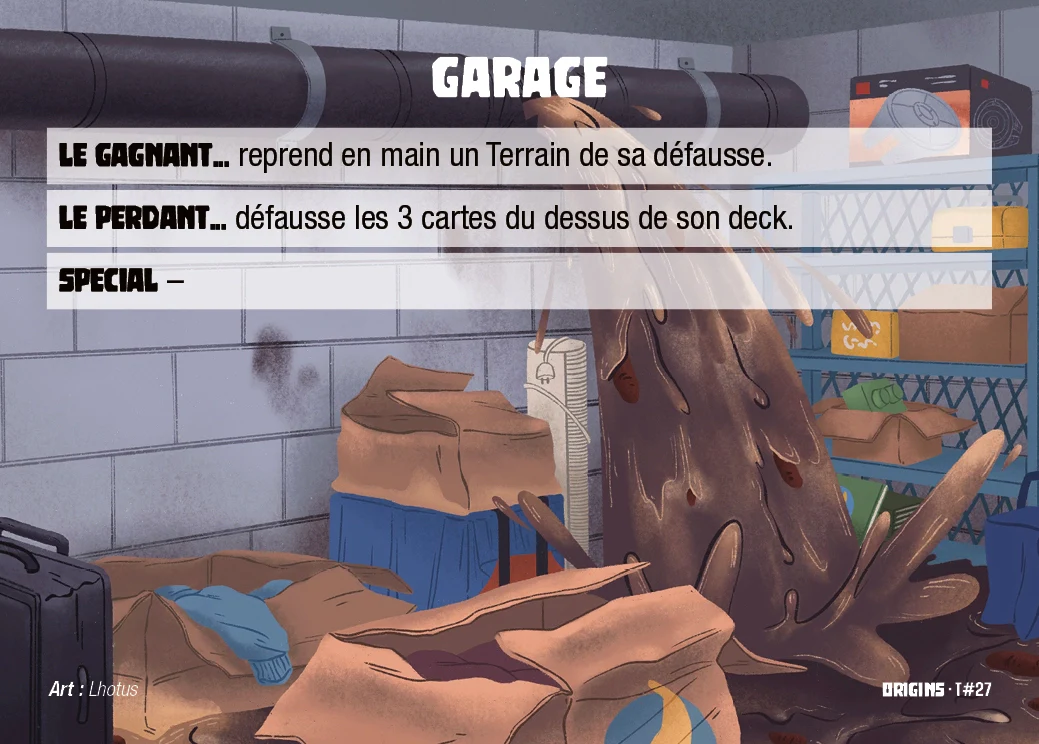 GARAGE
LE GAGNANT... reprend en main un Terrain de sa défausse.
LE PERDANT... défausse les 3 cartes du dessus de son deck.
SPECIAL –
Art : Lhotus
ORIGINS · T#27